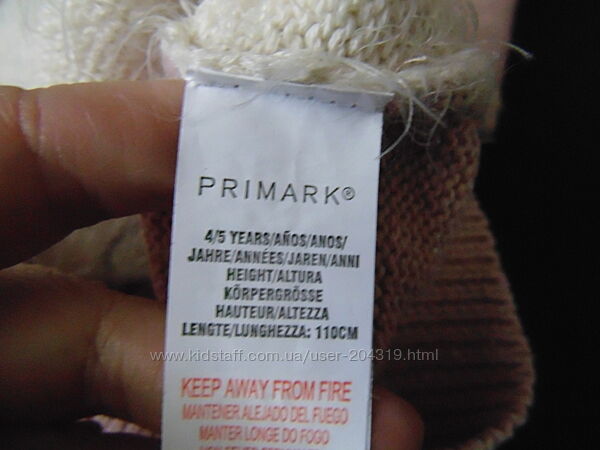 PRIMARK®
4/5 YEARS/AÑOS/ANOS/
JAHRE/ANNÉES/JAREN/ANNI
HEIGHT/ALTURA
KÖRPERGRÖSSE
HAUTEUR/ALTEZZA
LENGTE/LUNGHEZZA: 110CM
www.kidstaff.com.ua/user-204319.html
KEEP AWAY FROM FIRE
MANTENER ALEJADO DEL FUEGO
MANTER LONGE DO FOGO